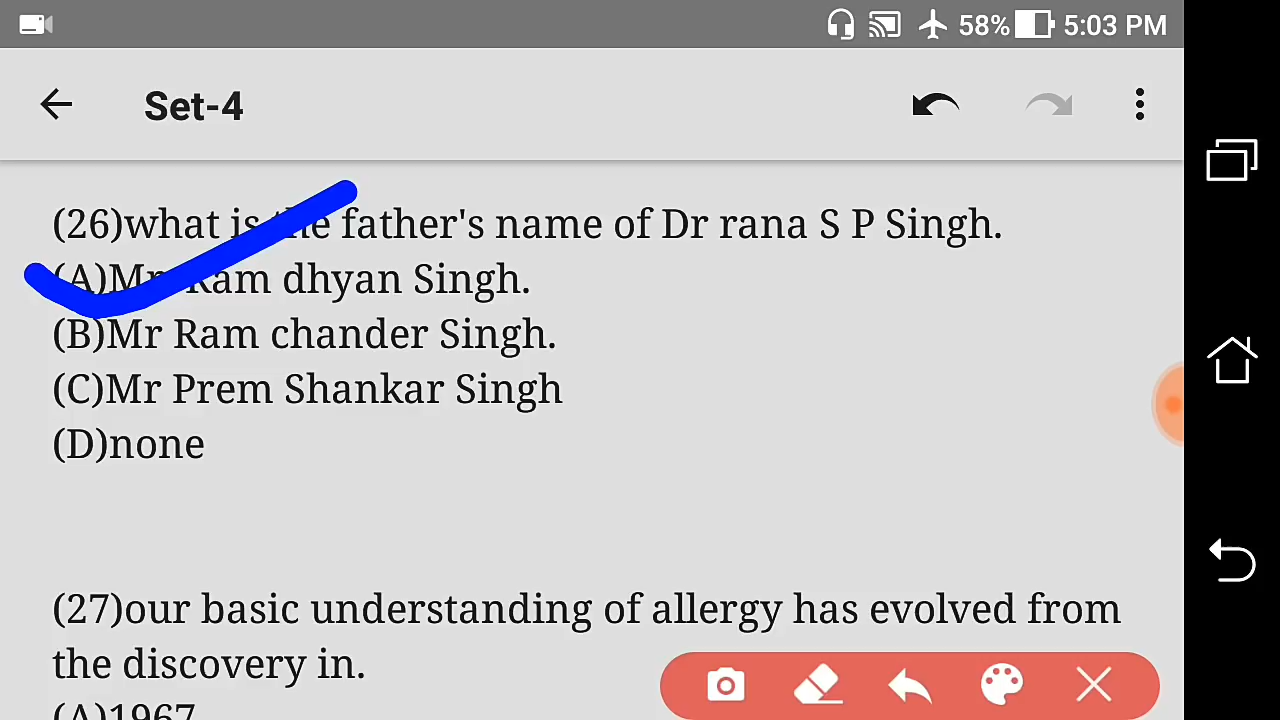 58% 5:03 PM
Set-4
(26)what is the father's name of Dr rana S P Singh.
(A)Mr Ram dhyan Singh.
(B)Mr Ram chander Singh.
(C)Mr Prem Shankar Singh
(D)none
(27)our basic understanding of allergy has evolved from
the discovery in.
(A)1967